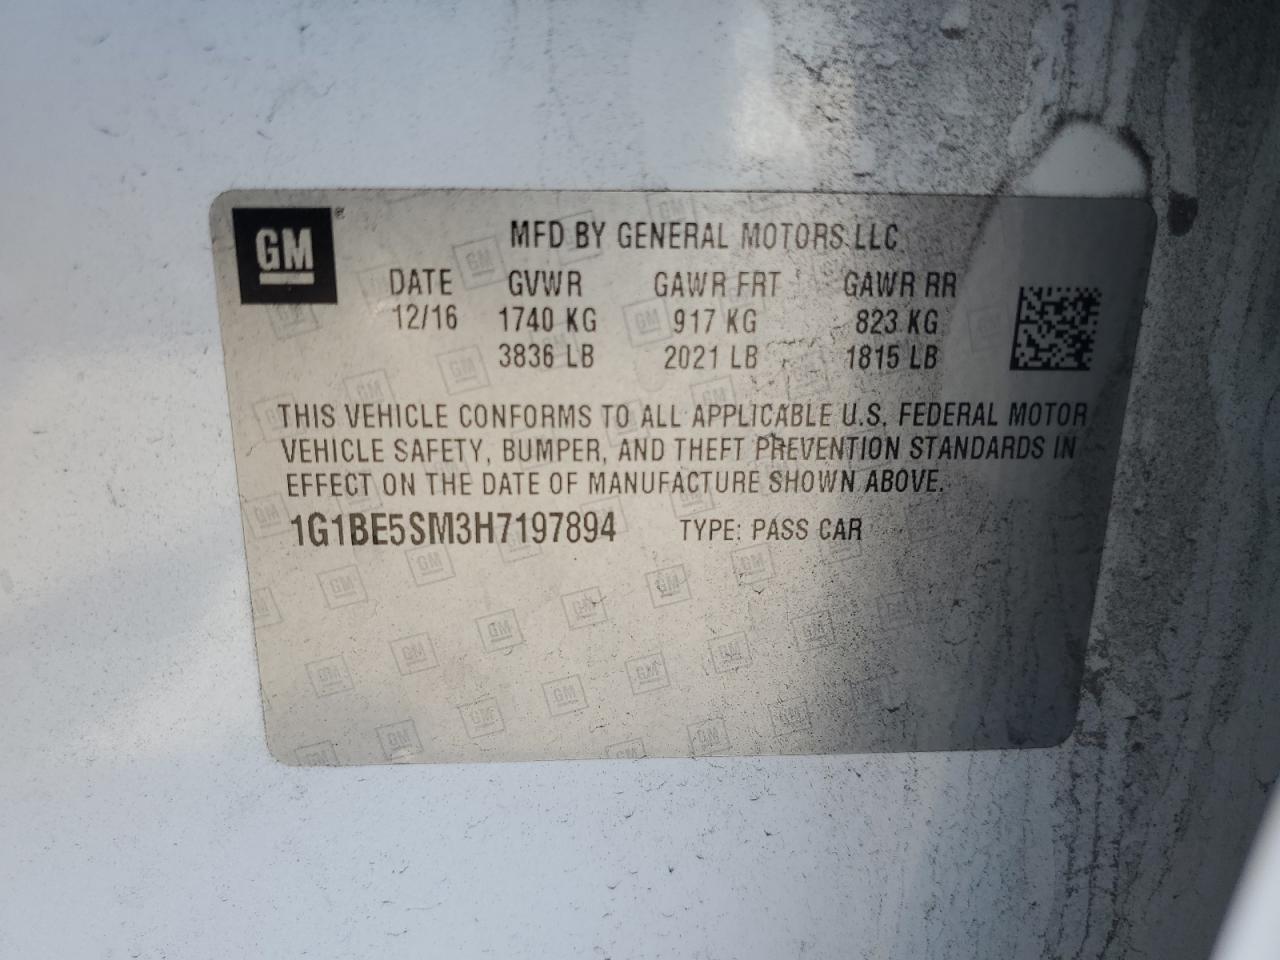 GM ®
MFD BY GENERAL MOTORS LLC
DATE GVWR GAWR FRT GAWR RR
12/16 1740 KG 917 KG 823 KG
3836 LB 2021 LB 1815 LB
THIS VEHICLE CONFORMS TO ALL APPLICABLE U.S. FEDERAL MOTOR
VEHICLE SAFETY, BUMPER, AND THEFT PREVENTION STANDARDS IN
EFFECT ON THE DATE OF MANUFACTURE SHOWN ABOVE.
1G1BE5SM3H7197894 TYPE: PASS CAR